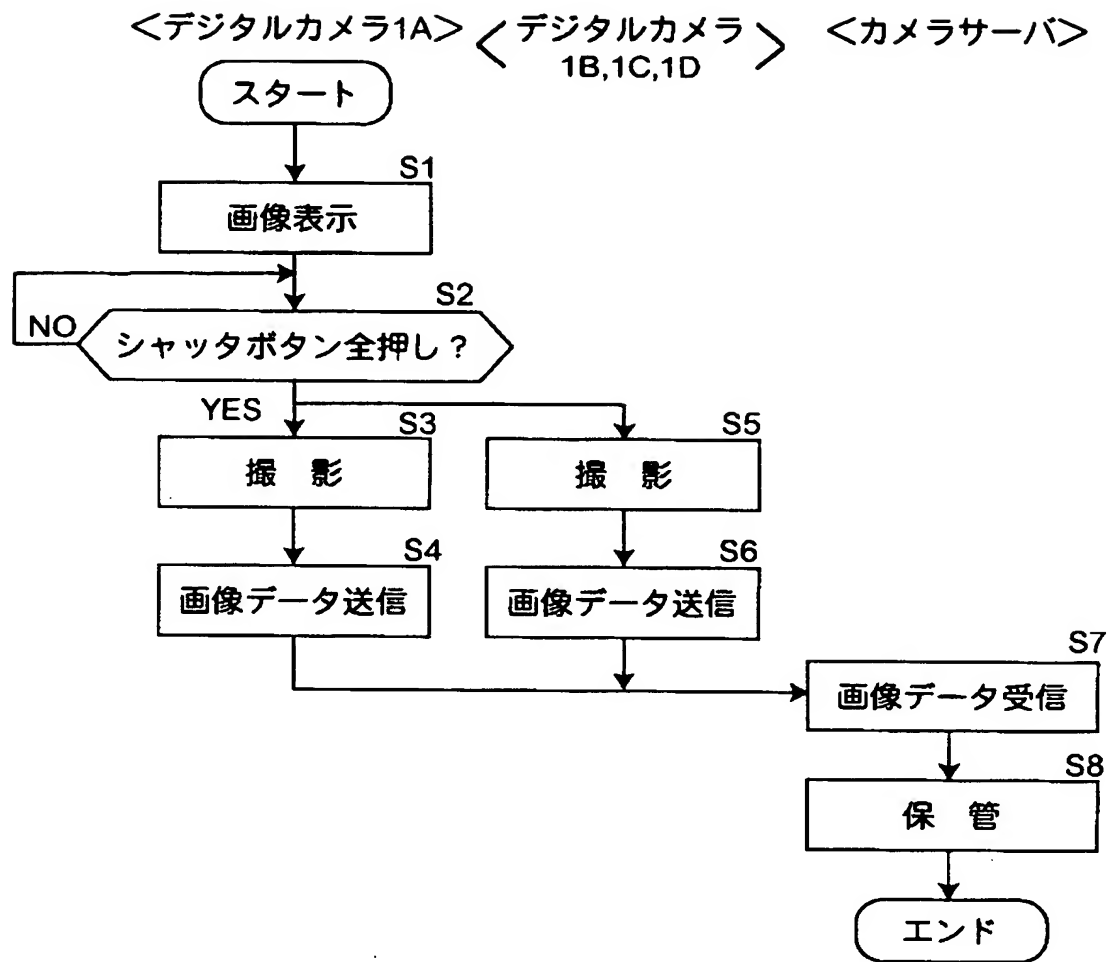 <デジタルカメラ1A>
<デジタルカメラ
1B,1C,1D>
<カメラサーバ>
スタート
S1
画像表示
S2
NO
シャッタボタン全押し?
YES
S3
撮 影
S5
撮 影
S4
画像データ送信
S6
画像データ送信
S7
画像データ受信
S8
保 管
エンド